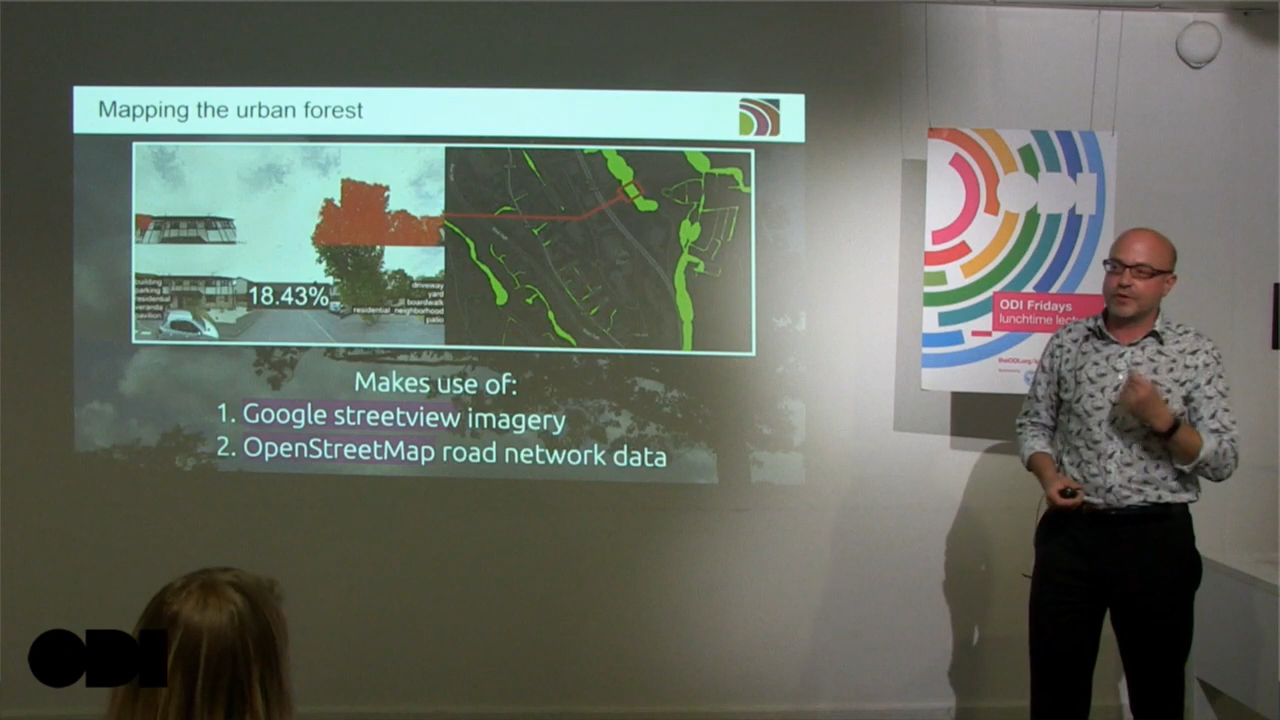 Mapping the urban forest
building
parking
residential
veranda
pavilion
18.43%
driveway
yard
boardwalk
residential neighborhood
patio
Makes use of:
1. Google streetview imagery
2. OpenStreetMap road network data
ODI Fridays
lunchtime
ODI